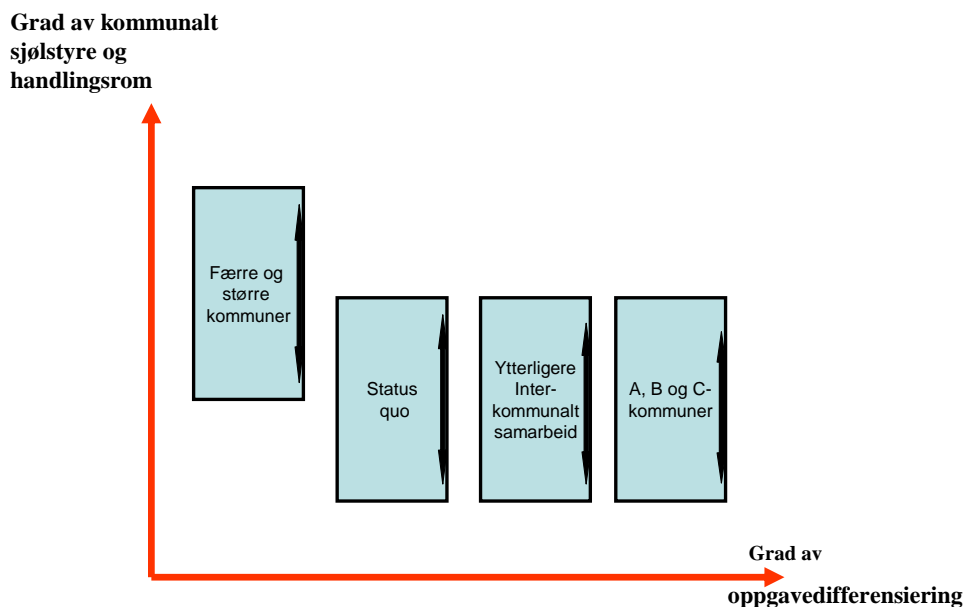 Grad av kommunalt
sjølstyre og
handlingsrom
Færre og
større
kommuner
Status
quo
Ytterligere
Inter-
kommunalt
samarbeid
A, B og C-
kommuner
Grad av
oppgavedifferensiering